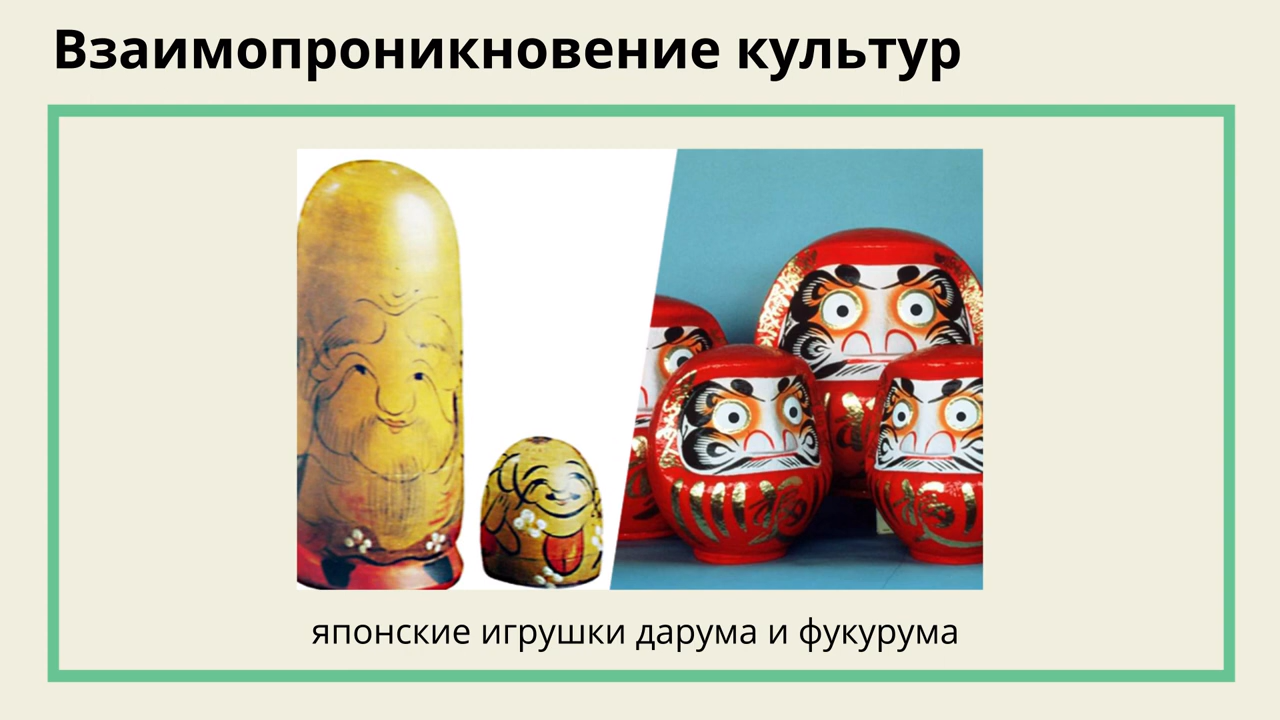 Взаимопроникновение культур
японские игрушки дарума и фукурума